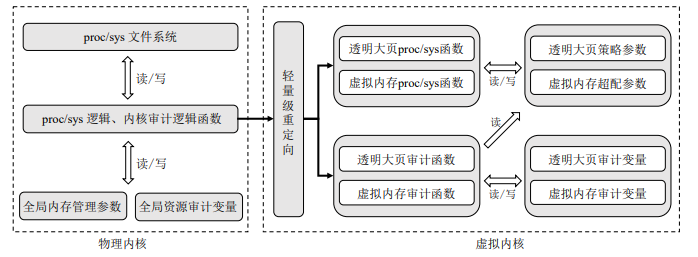 proc/sys 文件系统
读/写
proc/sys 逻辑、内核审计逻辑函数
读/写
全局内存管理参数
全局资源审计变量
物理内核
轻量级重定向
透明大页proc/sys函数
虚拟内存proc/sys函数
读/写
透明大页策略参数
虚拟内存超配参数
读
透明大页审计函数
虚拟内存审计函数
读/写
透明大页审计变量
虚拟内存审计变量
虚拟内核